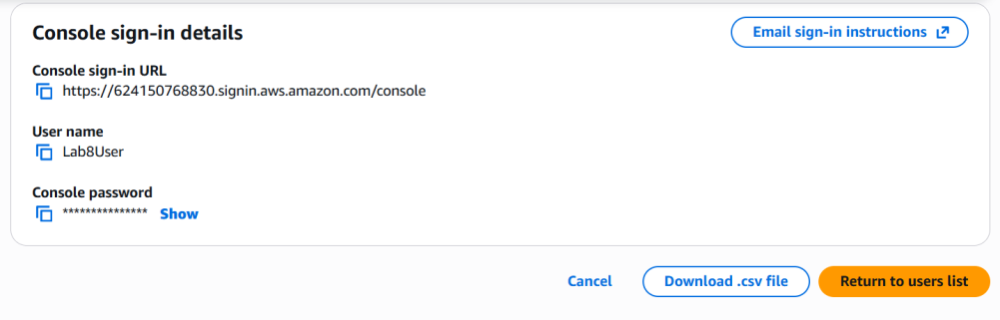 Console sign-in details
Email sign-in instructions
Console sign-in URL
https://624150768830.signin.aws.amazon.com/console
User name
Lab8User
Console password
*************** Show
Cancel
Download .csv file
Return to users list